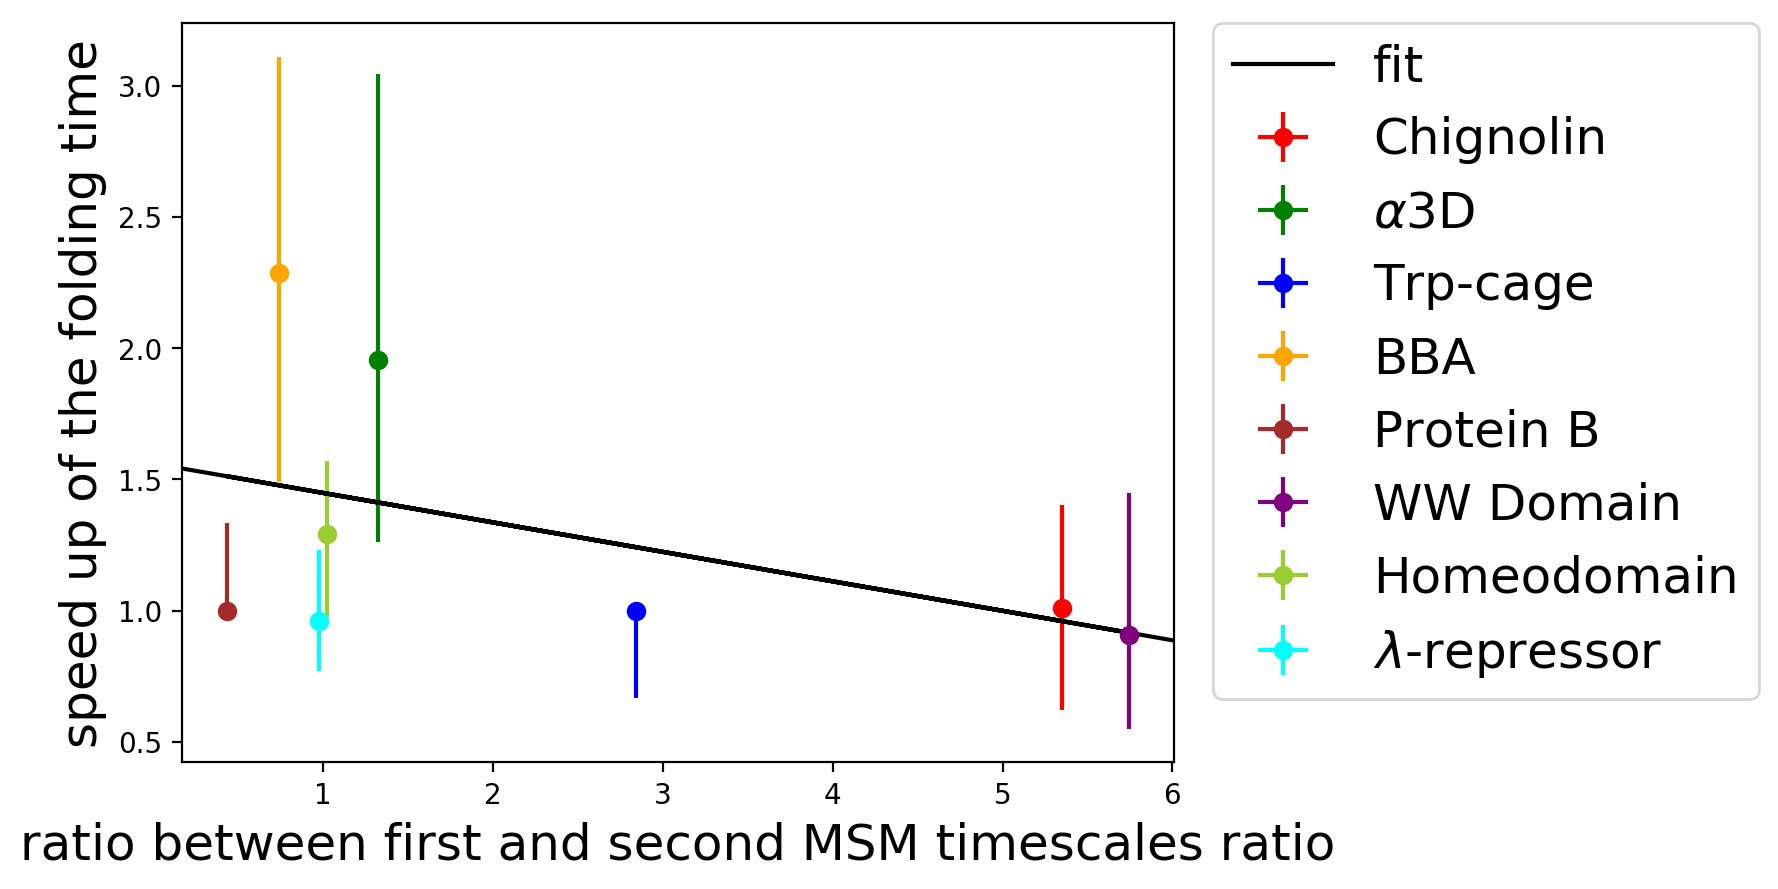 speed up of the folding time
3.0
2.5
2.0
1.5
1.0
0.5
1 2 3 4 5 6
ratio between first and second MSM timescales ratio
fit
Chignolin
α3D
Trp-cage
BBA
Protein B
WW Domain
Homeodomain
λ-repressor